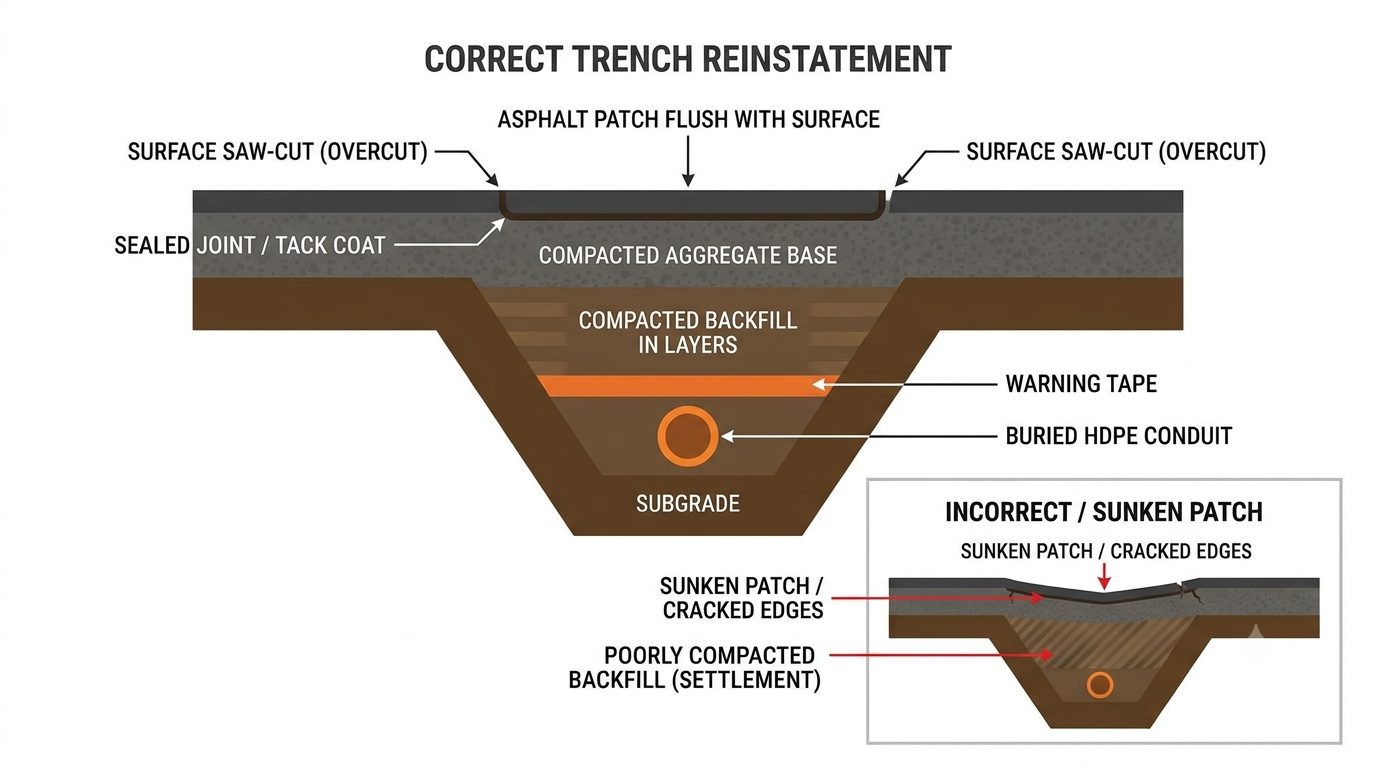 CORRECT TRENCH REINSTATEMENT
ASPHALT PATCH FLUSH WITH SURFACE
SURFACE SAW-CUT (OVERCUT)
SURFACE SAW-CUT (OVERCUT)
SEALED JOINT / TACK COAT
COMPACTED AGGREGATE BASE
COMPACTED BACKFILL
IN LAYERS
WARNING TAPE
BURIED HDPE CONDUIT
SUBGRADE
INCORRECT / SUNKEN PATCH
SUNKEN PATCH / CRACKED EDGES
SUNKEN PATCH /
CRACKED EDGES
POORLY COMPACTED
BACKFILL (SETTLEMENT)